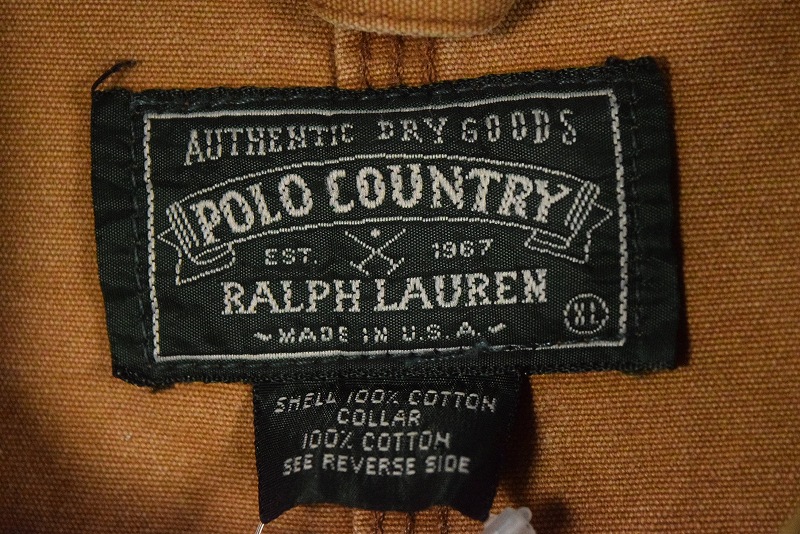 AUTHENTIC DRY GOODS
POLO COUNTRY
EST. 1967
RALPH LAUREN
XL
~MADE IN U.S.A.~
SHELL 100% COTTON
COLLAR
100% COTTON
SEE REVERSE SIDE